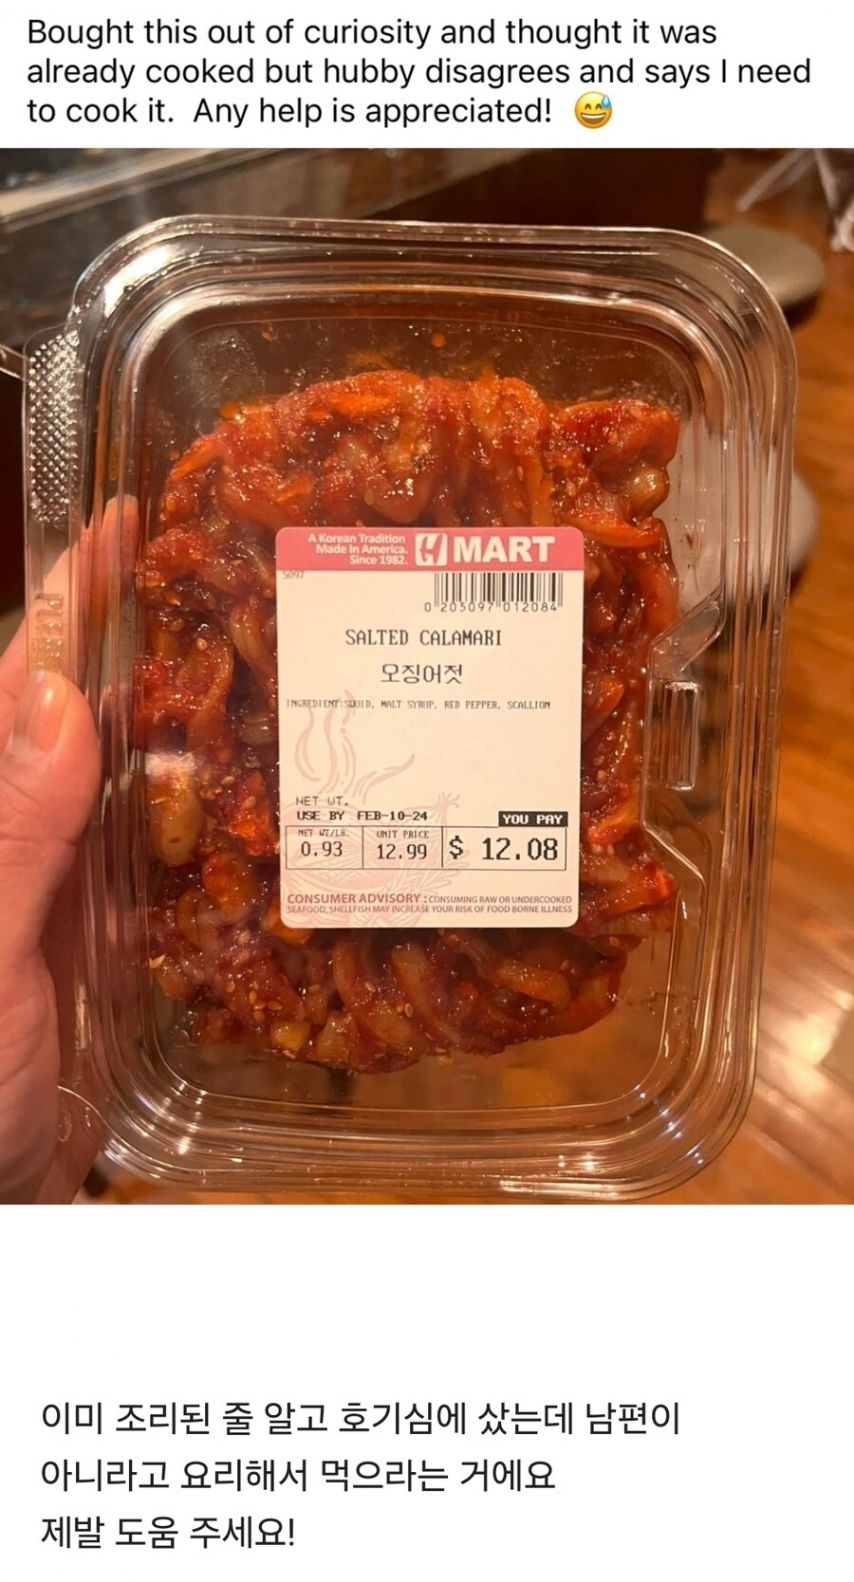 Bought this out of curiosity and thought it was
already cooked but hubby disagrees and says I need
to cook it.  Any help is appreciated! 😅
A Korean Tradition
Made In America.
Since 1982.
H MART
5097
0 205097 012084
SALTED CALAMARI
오징어젓
INGREDIENT:SQUID, MALT SYRUP, RED PEPPER, SCALLION
NET WT.
USE BY FEB-10-24
YOU PAY
NET WT/LB.
UNIT PRICE
0.93
12.99
$ 12.08
CONSUMER ADVISORY : CONSUMING RAW OR UNDERCOOKED
SEAFOOD, SHELLFISH MAY INCREASE YOUR RISK OF FOOD BORNE ILLNESS
이미 조리된 줄 알고 호기심에 샀는데 남편이
아니라고 요리해서 먹으라는 거에요
제발 도움 주세요!